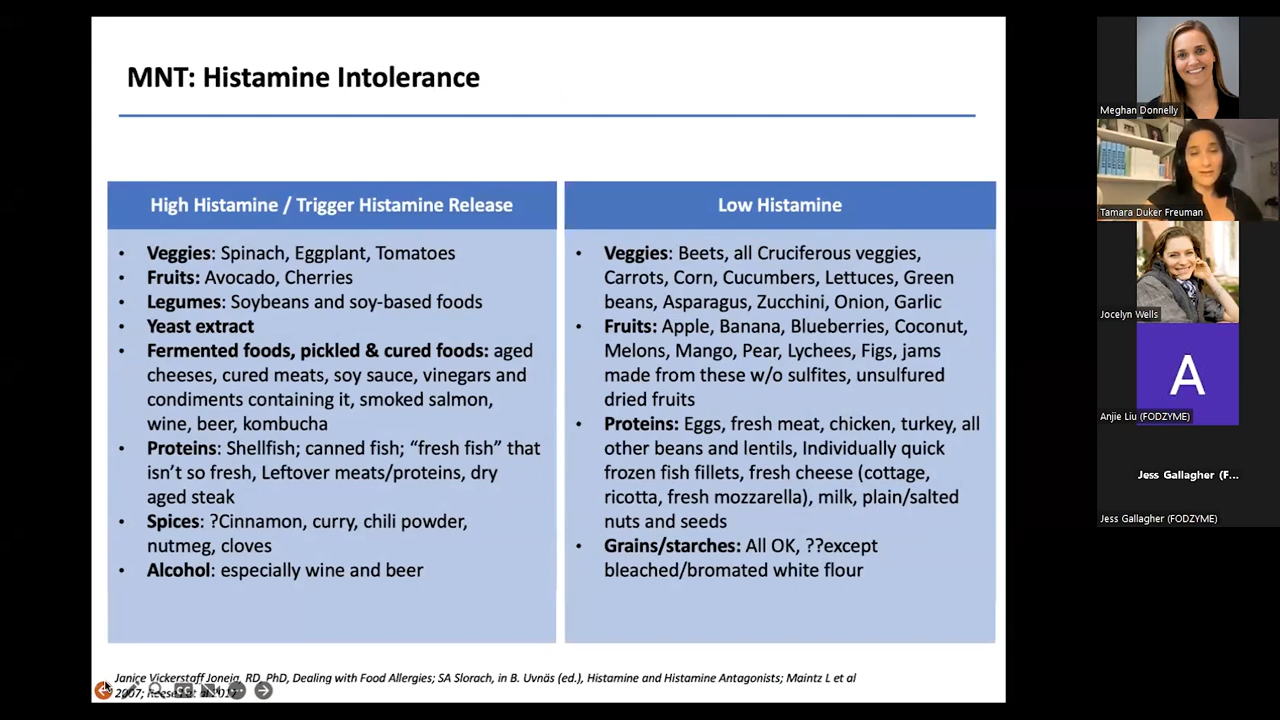 MNT: Histamine Intolerance
High Histamine / Trigger Histamine Release
• Veggies: Spinach, Eggplant, Tomatoes
• Fruits: Avocado, Cherries
• Legumes: Soybeans and soy-based foods
• Yeast extract
• Fermented foods, pickled & cured foods: aged
cheeses, cured meats, soy sauce, vinegars and
condiments containing it, smoked salmon,
wine, beer, kombucha
• Proteins: Shellfish; canned fish; “fresh fish” that
isn’t so fresh, Leftover meats/proteins, dry
aged steak
• Spices: ?Cinnamon, curry, chili powder,
nutmeg, cloves
• Alcohol: especially wine and beer
Low Histamine
• Veggies: Beets, all Cruciferous veggies,
Carrots, Corn, Cucumbers, Lettuces, Green
beans, Asparagus, Zucchini, Onion, Garlic
• Fruits: Apple, Banana, Blueberries, Coconut,
Melons, Mango, Pear, Lychees, Figs, jams
made from these w/o sulfites, unsulfured
dried fruits
• Proteins: Eggs, fresh meat, chicken, turkey, all
other beans and lentils, Individually quick
frozen fish fillets, fresh cheese (cottage,
ricotta, fresh mozzarella), milk, plain/salted
nuts and seeds
• Grains/starches: All OK, ??except
bleached/bromated white flour
Janice Vickerstaff Joneja, RD, PhD, Dealing with Food Allergies; SA Slorach, in B. Uvnäs (ed.), Histamine and Histamine Antagonists; Maintz L et al
2007;
Meghan Donnelly
Tamara Duker Freuman
Jocelyn Wells
A
Anjie Liu (FODZYME)
Jess Gallagher (F...
Jess Gallagher (FODZYME)